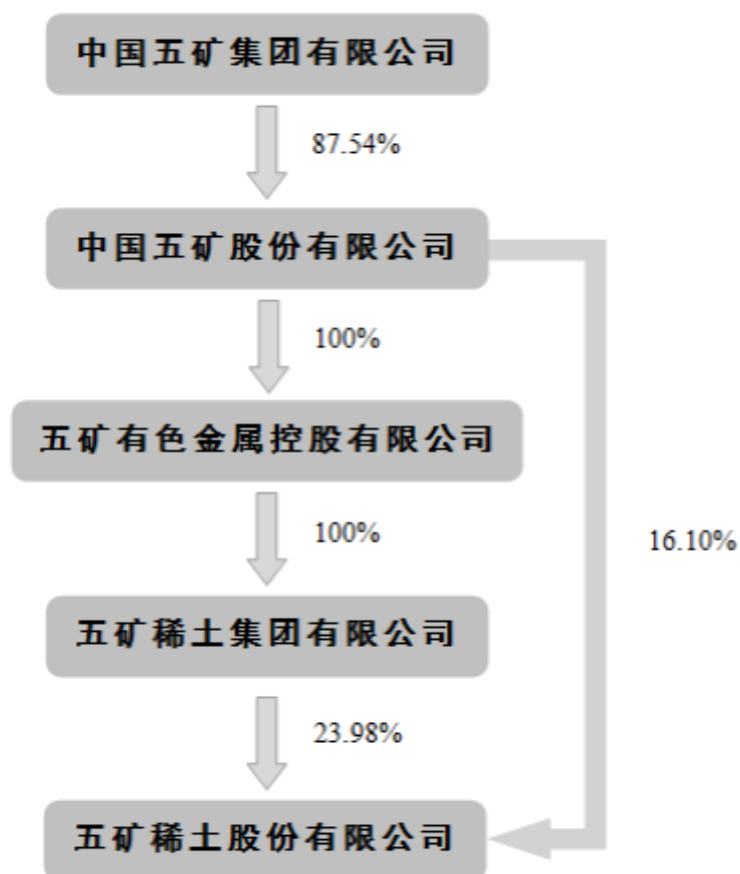 中国五矿集团有限公司
87.54%
中国五矿股份有限公司
100%
五矿有色金属控股有限公司
100%
16.10%
五矿稀土集团有限公司
23.98%
五矿稀土股份有限公司